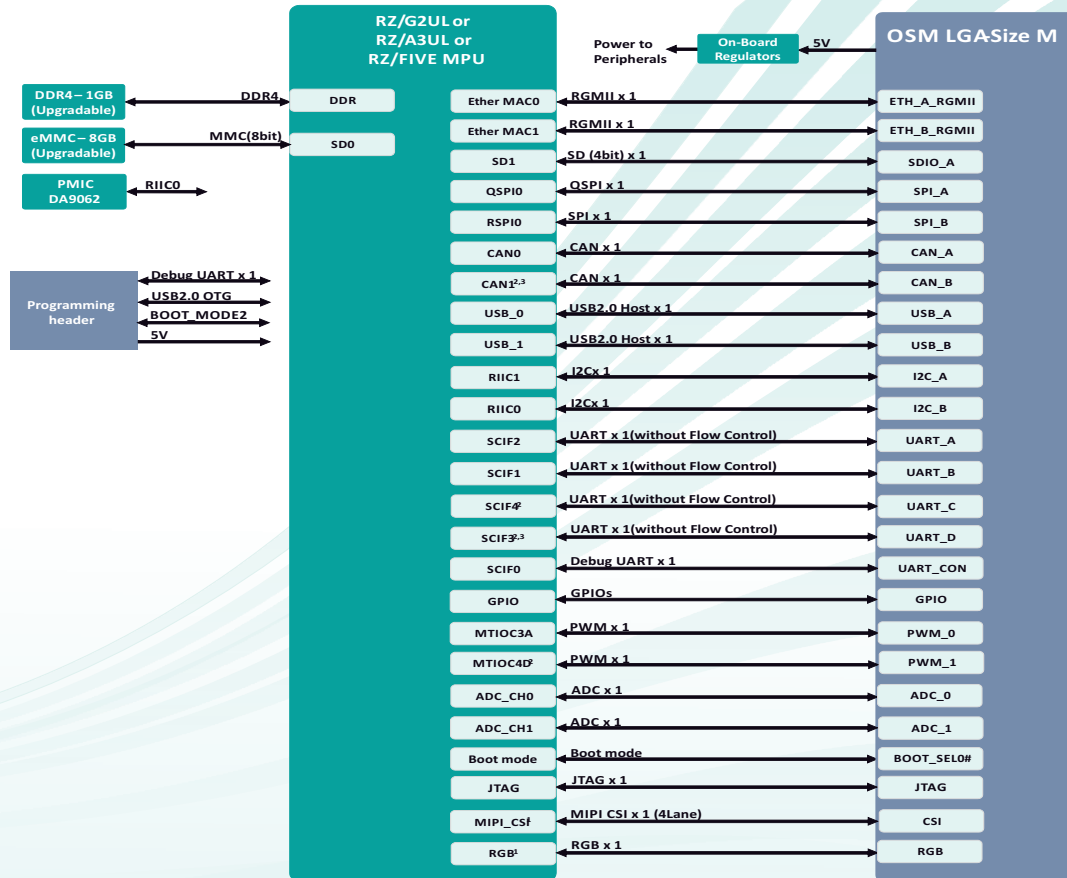 RZ/G2UL or
RZ/A3UL or
RZ/FIVE MPU
OSM LGA-Size M
Power to
Peripherals
On-Board
Regulators
5V
DDR4–1GB
(Upgradable)
DDR4
DDR
eMMC–8GB
(Upgradable)
MMC(8bit)
SD0
PMIC
DA9062
RIIC0
Programming
header
Debug UART x 1
USB2.0 OTG
BOOT_MODE2
5V
Ether MAC0 RGMII x 1 ETH_A_RGMII
Ether MAC1 RGMII x 1 ETH_B_RGMII
SD1 SD (4bit) x 1 SDIO_A
QSPI0 QSPI x 1 SPI_A
RSPI0 SPI x 1 SPI_B
CAN0 CAN x 1 CAN_A
CAN1²,³ CAN x 1 CAN_B
USB_0 USB2.0 Host x 1 USB_A
USB_1 USB2.0 Host x 1 USB_B
RIIC1 I2Cx 1 I2C_A
RIIC0 I2Cx 1 I2C_B
SCIF2 UART x 1(without Flow Control) UART_A
SCIF1 UART x 1(without Flow Control) UART_B
SCIF4² UART x 1(without Flow Control) UART_C
SCIF3²,³ UART x 1(without Flow Control) UART_D
SCIF0 Debug UART x 1 UART_CON
GPIO GPIOs GPIO
MTIOC3A PWM x 1 PWM_0
MTIOC4D² PWM x 1 PWM_1
ADC_CH0 ADC x 1 ADC_0
ADC_CH1 ADC x 1 ADC_1
Boot mode Boot mode BOOT_SEL0#
JTAG JTAG x 1 JTAG
MIPI_CSI¹ MIPI CSI x 1 (4Lane) CSI
RGB¹ RGB x 1 RGB